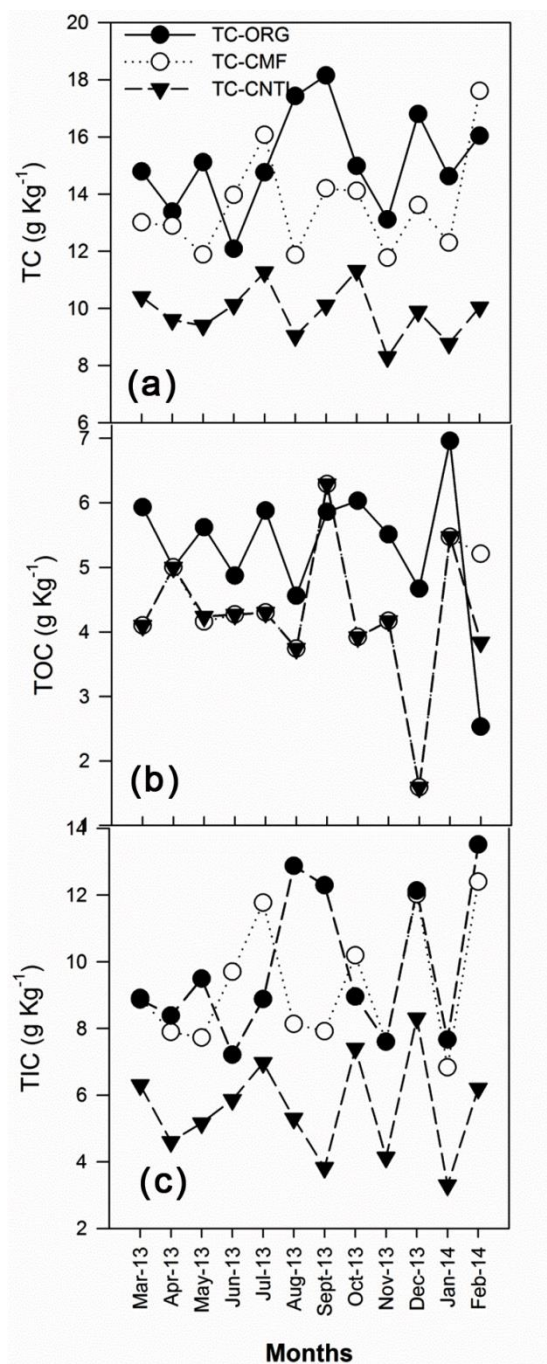 20
TC-ORG
18
TC-CMF
TC-CNTL
16
14
12
10
8
6
TC (g Kg⁻¹)
(a)
7
6
5
4
3
2
1
TOC (g Kg⁻¹)
(b)
14
12
10
8
6
4
2
TIC (g Kg⁻¹)
(c)
Mar-13
Apr-13
May-13
Jun-13
Jul-13
Aug-13
Sept-13
Oct-13
Nov-13
Dec-13
Jan-14
Feb-14
Months